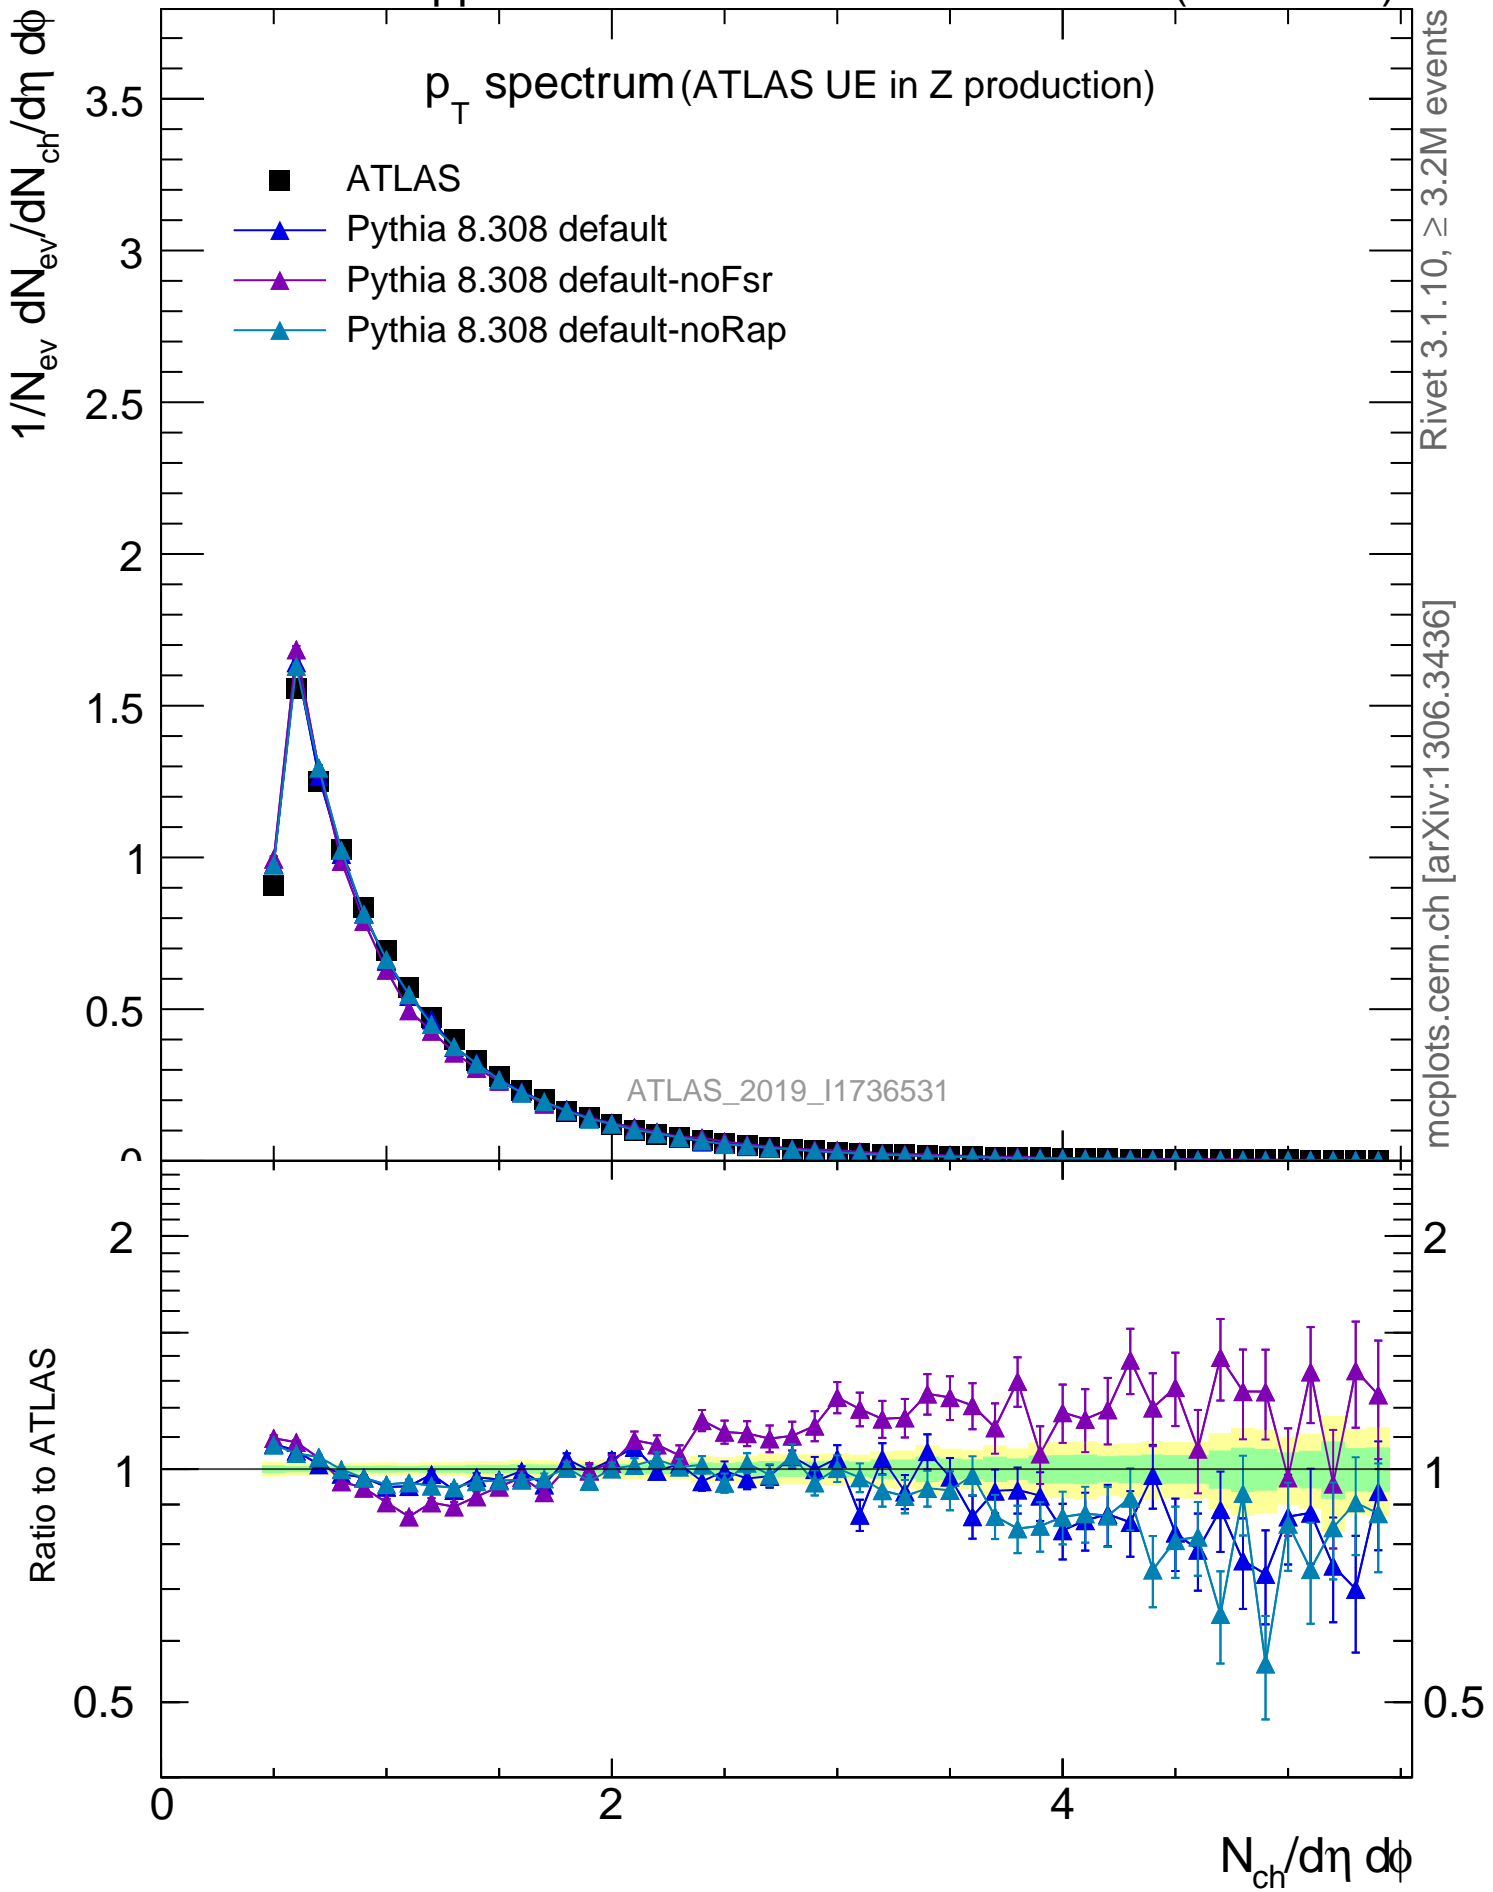 pp
p_T spectrum (ATLAS UE in Z production)
1/N_ev dN_ev/dN_ch/dη dϕ
ATLAS
Pythia 8.308 default
Pythia 8.308 default-noFsr
Pythia 8.308 default-noRap
3.5
3
2.5
2
1.5
1
0.5
0
ATLAS_2019_I1736531
Rivet 3.1.10, ≥ 3.2M events
mcplots.cern.ch [arXiv:1306.3436]
Ratio to ATLAS
2
1
0.5
2
1
0.5
0
2
4
N_ch/dη dϕ